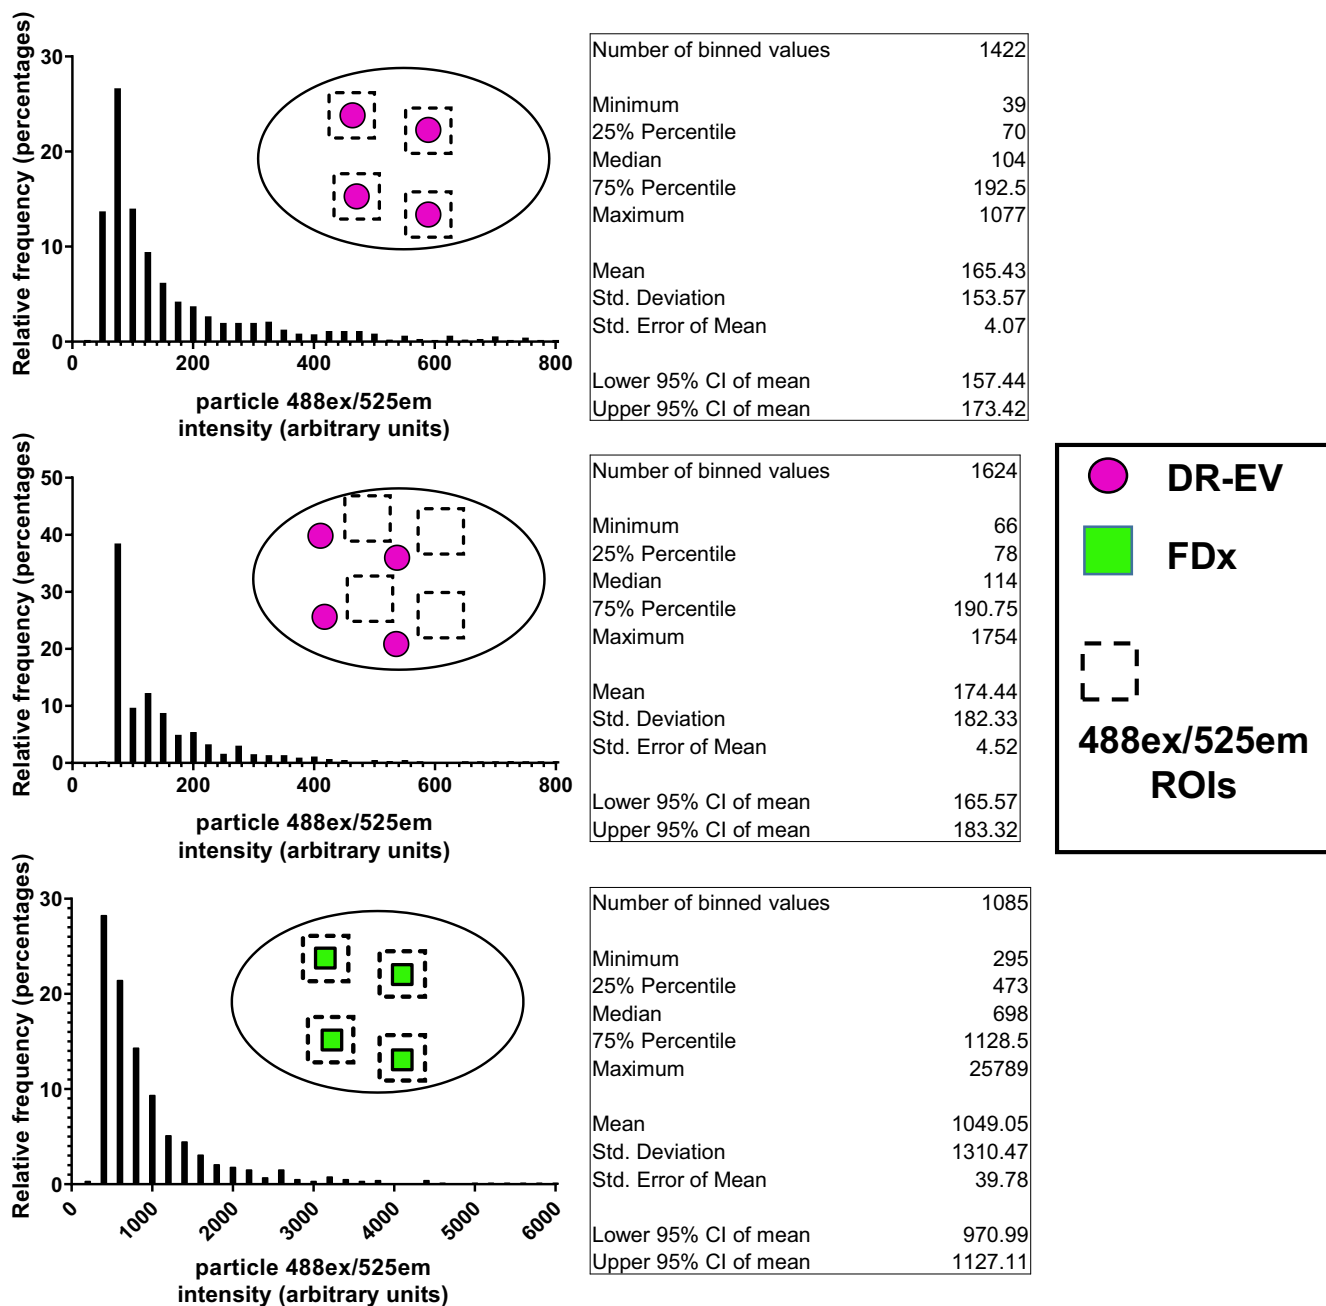 Relative frequency (percentages)
30
20
10
0
0 200 400 600 800
particle 488ex/525em
intensity (arbitrary units)
Number of binned values 1422
Minimum 39
25% Percentile 70
Median 104
75% Percentile 192.5
Maximum 1077
Mean 165.43
Std. Deviation 153.57
Std. Error of Mean 4.07
Lower 95% CI of mean 157.44
Upper 95% CI of mean 173.42
Relative frequency (percentages)
50
40
30
20
10
0
0 200 400 600 800
particle 488ex/525em
intensity (arbitrary units)
Number of binned values 1624
Minimum 66
25% Percentile 78
Median 114
75% Percentile 190.75
Maximum 1754
Mean 174.44
Std. Deviation 182.33
Std. Error of Mean 4.52
Lower 95% CI of mean 165.57
Upper 95% CI of mean 183.32
DR-EV
FDx
488ex/525em
ROIs
Relative frequency (percentages)
30
20
10
0
0 1000 2000 3000 4000 5000 6000
particle 488ex/525em
intensity (arbitrary units)
Number of binned values 1085
Minimum 295
25% Percentile 473
Median 698
75% Percentile 1128.5
Maximum 25789
Mean 1049.05
Std. Deviation 1310.47
Std. Error of Mean 39.78
Lower 95% CI of mean 970.99
Upper 95% CI of mean 1127.11